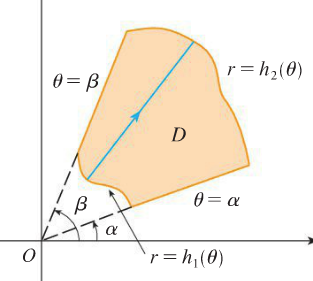 θ = β
r = h₂(θ)
D
θ = α
β
α
O
r = h₁(θ)